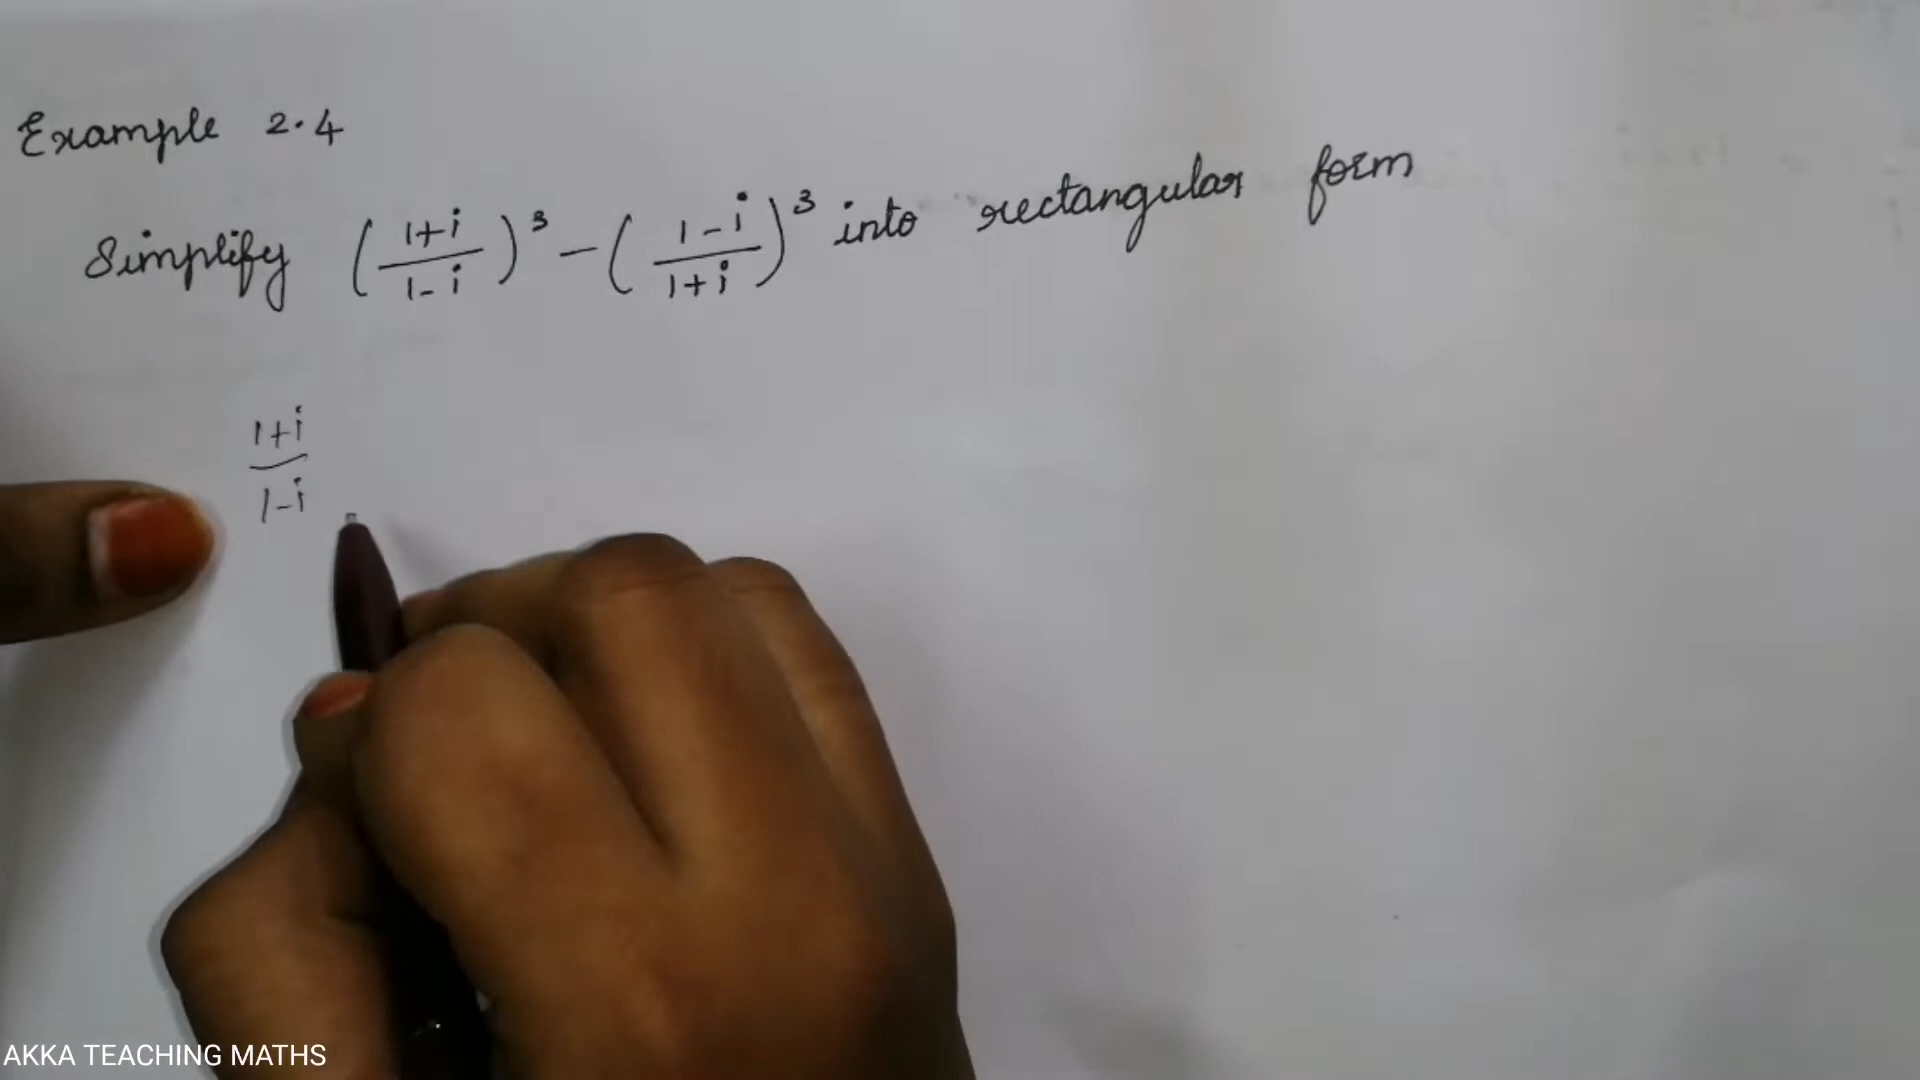 Example 2.4
Simplify (1+i/1-i)³ - (1-i/1+i)³ into rectangular form
1+i
1-i
AKKA TEACHING MATHS